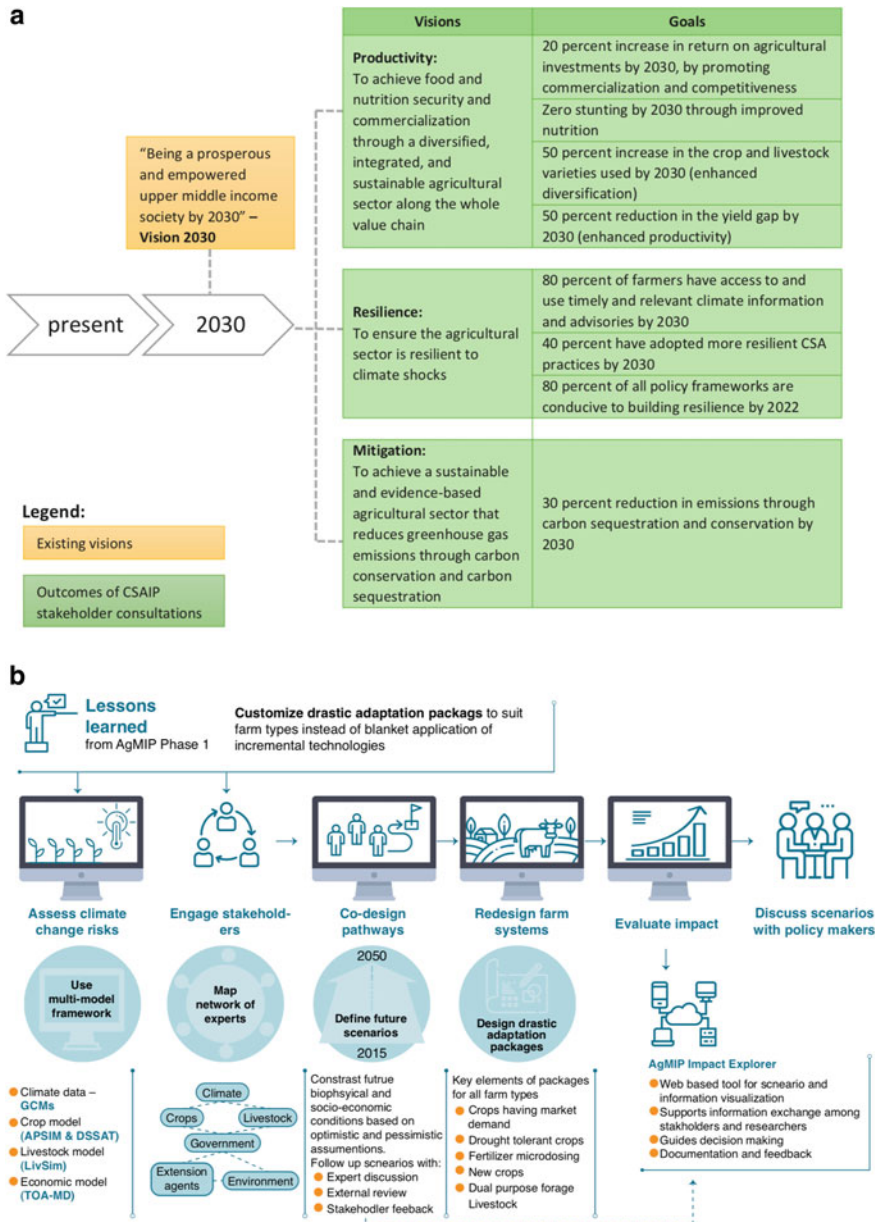 a
Visions
Goals
Productivity:
To achieve food and
nutrition security and
commercialization
through a diversified,
integrated, and
sustainable agricultural
sector along the whole
value chain
20 percent increase in return on agricultural
investments by 2030, by promoting
commercialization and competitiveness
Zero stunting by 2030 through improved
nutrition
50 percent increase in the crop and livestock
varieties used by 2030 (enhanced
diversification)
50 percent reduction in the yield gap by
2030 (enhanced productivity)
“Being a prosperous
and empowered
upper middle income
society by 2030” –
Vision 2030
present
2030
Resilience:
To ensure the agricultural
sector is resilient to
climate shocks
80 percent of farmers have access to and
use timely and relevant climate information
and advisories by 2030
40 percent have adopted more resilient CSA
practices by 2030
80 percent of all policy frameworks are
conducive to building resilience by 2022
Mitigation:
To achieve a sustainable
and evidence-based
agricultural sector that
reduces greenhouse gas
emissions through carbon
conservation and carbon
sequestration
30 percent reduction in emissions through
carbon sequestration and conservation by
2030
Legend:
Existing visions
Outcomes of CSAIP
stakeholder consultations
b
Lessons
learned
from AgMIP Phase 1
Customize drastic adaptation packags to suit
farm types instead of blanket application of
incremental technologies
Assess climate
change risks
Engage stakehold-
ers
Co-design
pathways
Redesign farm
systems
Evaluate impact
Discuss scenarios
with policy makers
Use
multi-model
framework
Map
network of
experts
2050
Define future
scenarios
2015
Design drastic
adaptation
packages
Climate data –
GCMs
Crop model
(APSIM & DSSAT)
Livestock model
(LivSim)
Economic model
(TOA-MD)
Climate
Crops
Livestock
Government
Extension
agents
Environment
Constrast futrue
biophysical and
socio-economic
conditions based on
optimistic and pessimistic
assumentions.
Follow up scnearios with:
Expert discussion
External review
Stakehodler feeback
Key elements of packages
for all farm types
Crops having market
demand
Drought tolerant crops
Fertilizer microdosing
New crops
Dual purpose forage
Livestock
AgMIP Impact Explorer
Web based tool for scneario and
information visualization
Supports information exchange among
stakholders and researchers
Guides decision making
Documentation and feedback